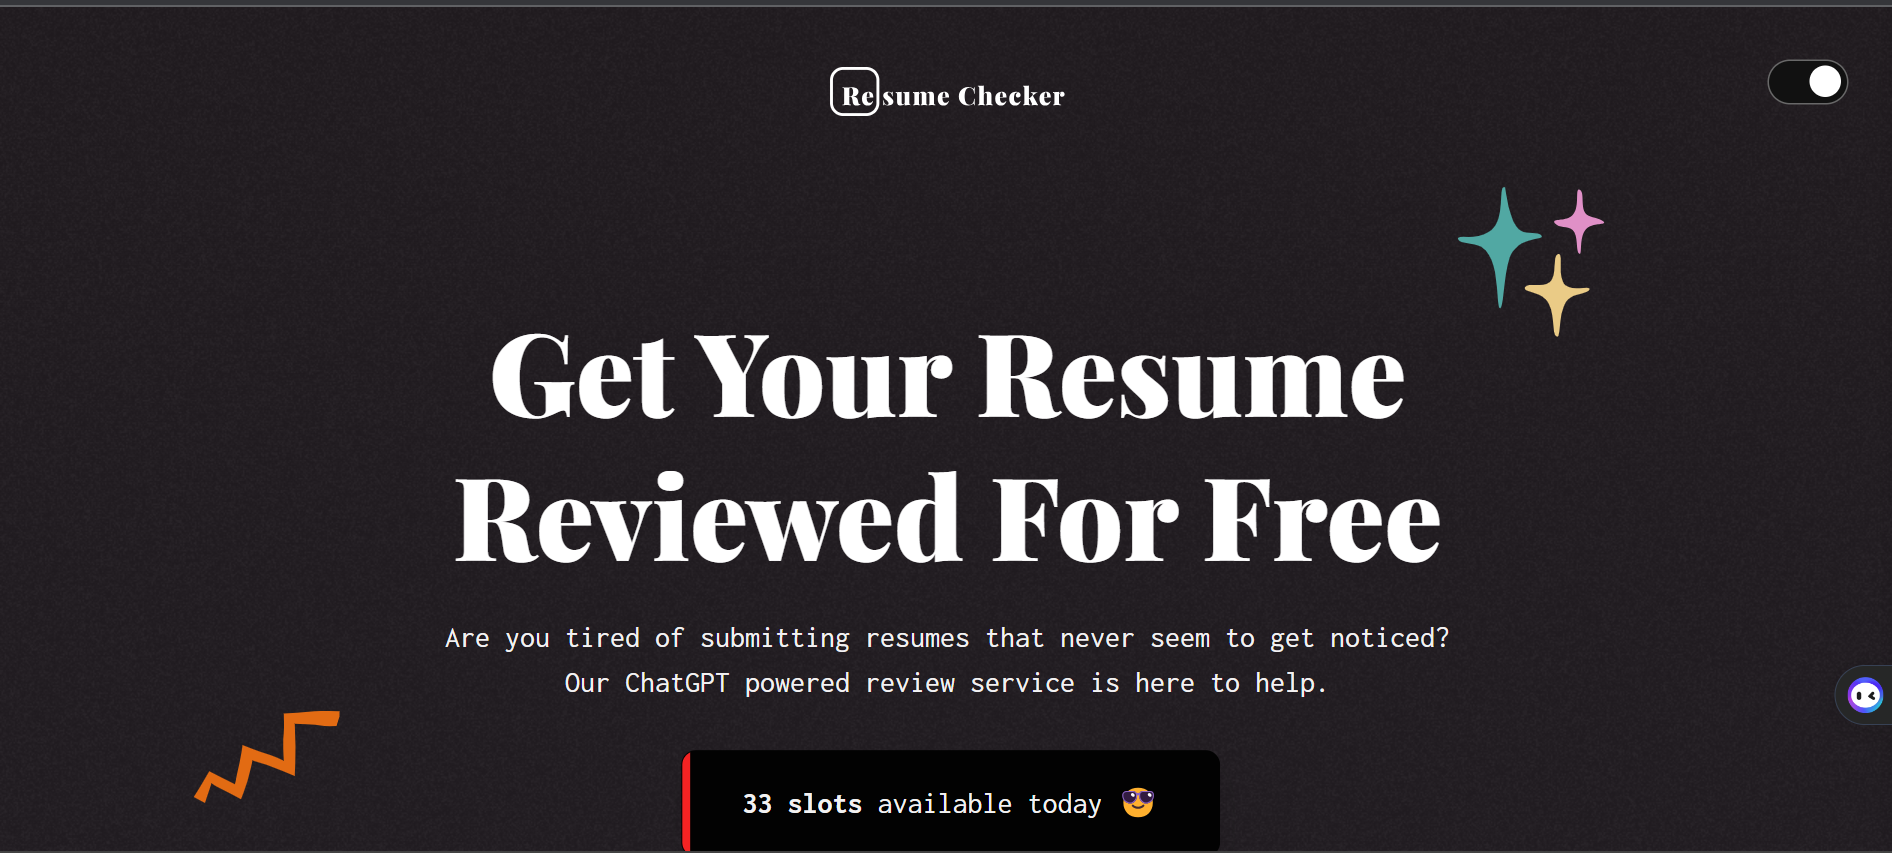 Resume Checker
Get Your Resume
Reviewed For Free
Are you tired of submitting resumes that never seem to get noticed?
Our ChatGPT powered review service is here to help.
33 slots available today 😎